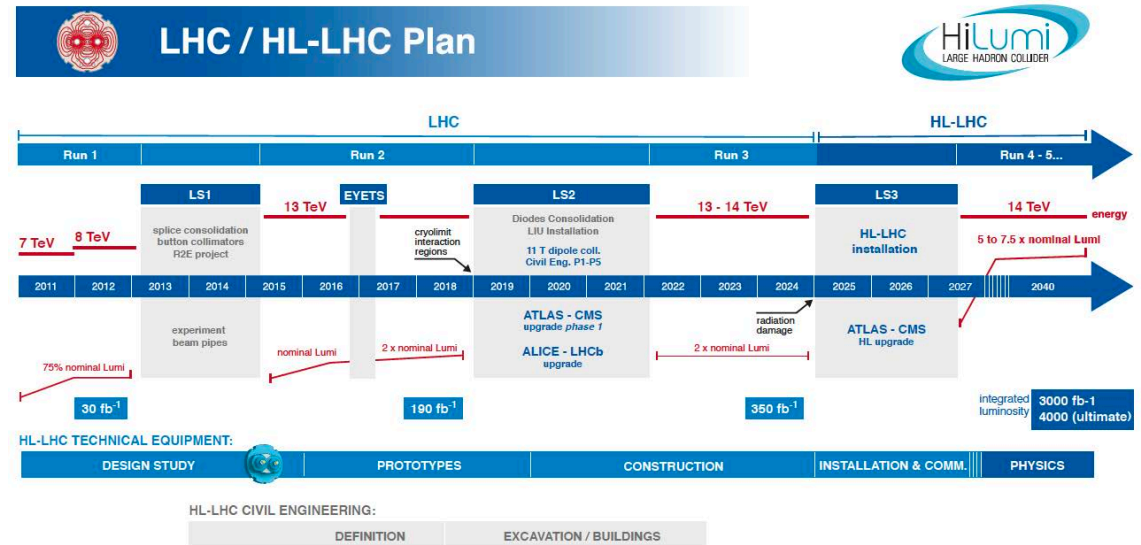 LHC / HL-LHC Plan
HiLumi
LARGE HADRON COLLIDER
LHC
HL-LHC
Run 1
Run 2
Run 3
Run 4 - 5...
LS1
EYETS
LS2
LS3
13 TeV
13 - 14 TeV
14 TeV
energy
splice consolidation
button collimators
R2E project
Diodes Consolidation
LIU Installation
11 T dipole coll.
Civil Eng. P1-P5
cryolimit
interaction
regions
HL-LHC
installation
7 TeV
8 TeV
5 to 7.5 x nominal Lumi
2011
2012
2013
2014
2015
2016
2017
2018
2019
2020
2021
2022
2023
2024
2025
2026
2027
2040
experiment
beam pipes
ATLAS - CMS
upgrade phase 1
ALICE - LHCb
upgrade
radiation
damage
ATLAS - CMS
HL upgrade
75% nominal Lumi
nominal Lumi
2 x nominal Lumi
2 x nominal Lumi
30 fb-1
190 fb-1
350 fb-1
integrated
luminosity
3000 fb-1
4000 (ultimate)
HL-LHC TECHNICAL EQUIPMENT:
DESIGN STUDY
PROTOTYPES
CONSTRUCTION
INSTALLATION & COMM.
PHYSICS
HL-LHC CIVIL ENGINEERING:
DEFINITION
EXCAVATION / BUILDINGS